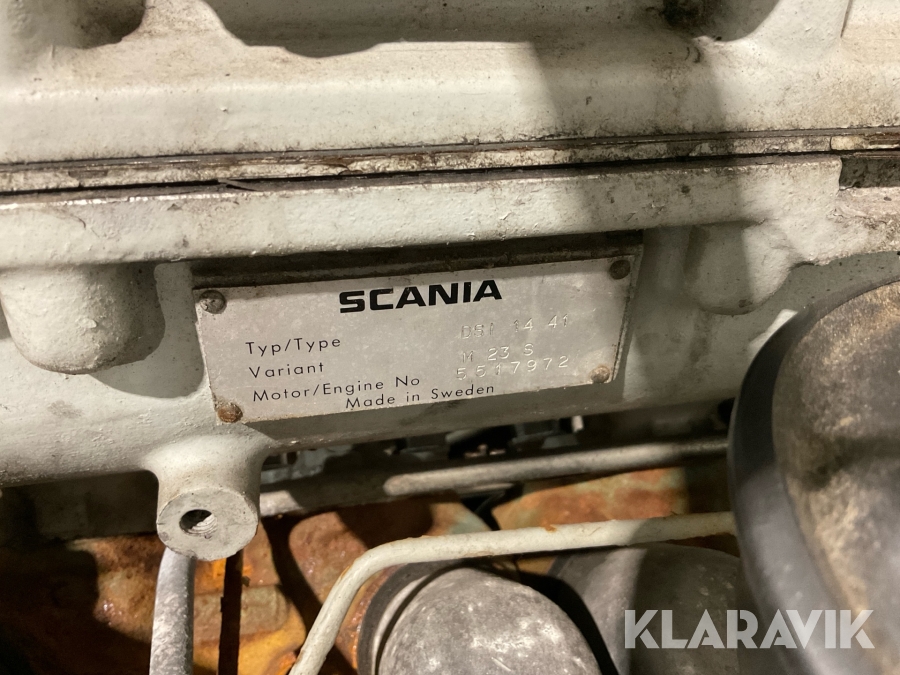 SCANIA
Typ/Type DSI 14 41
Variant M 23 S
Motor/Engine No 5517972
Made in Sweden
KLARAVIK